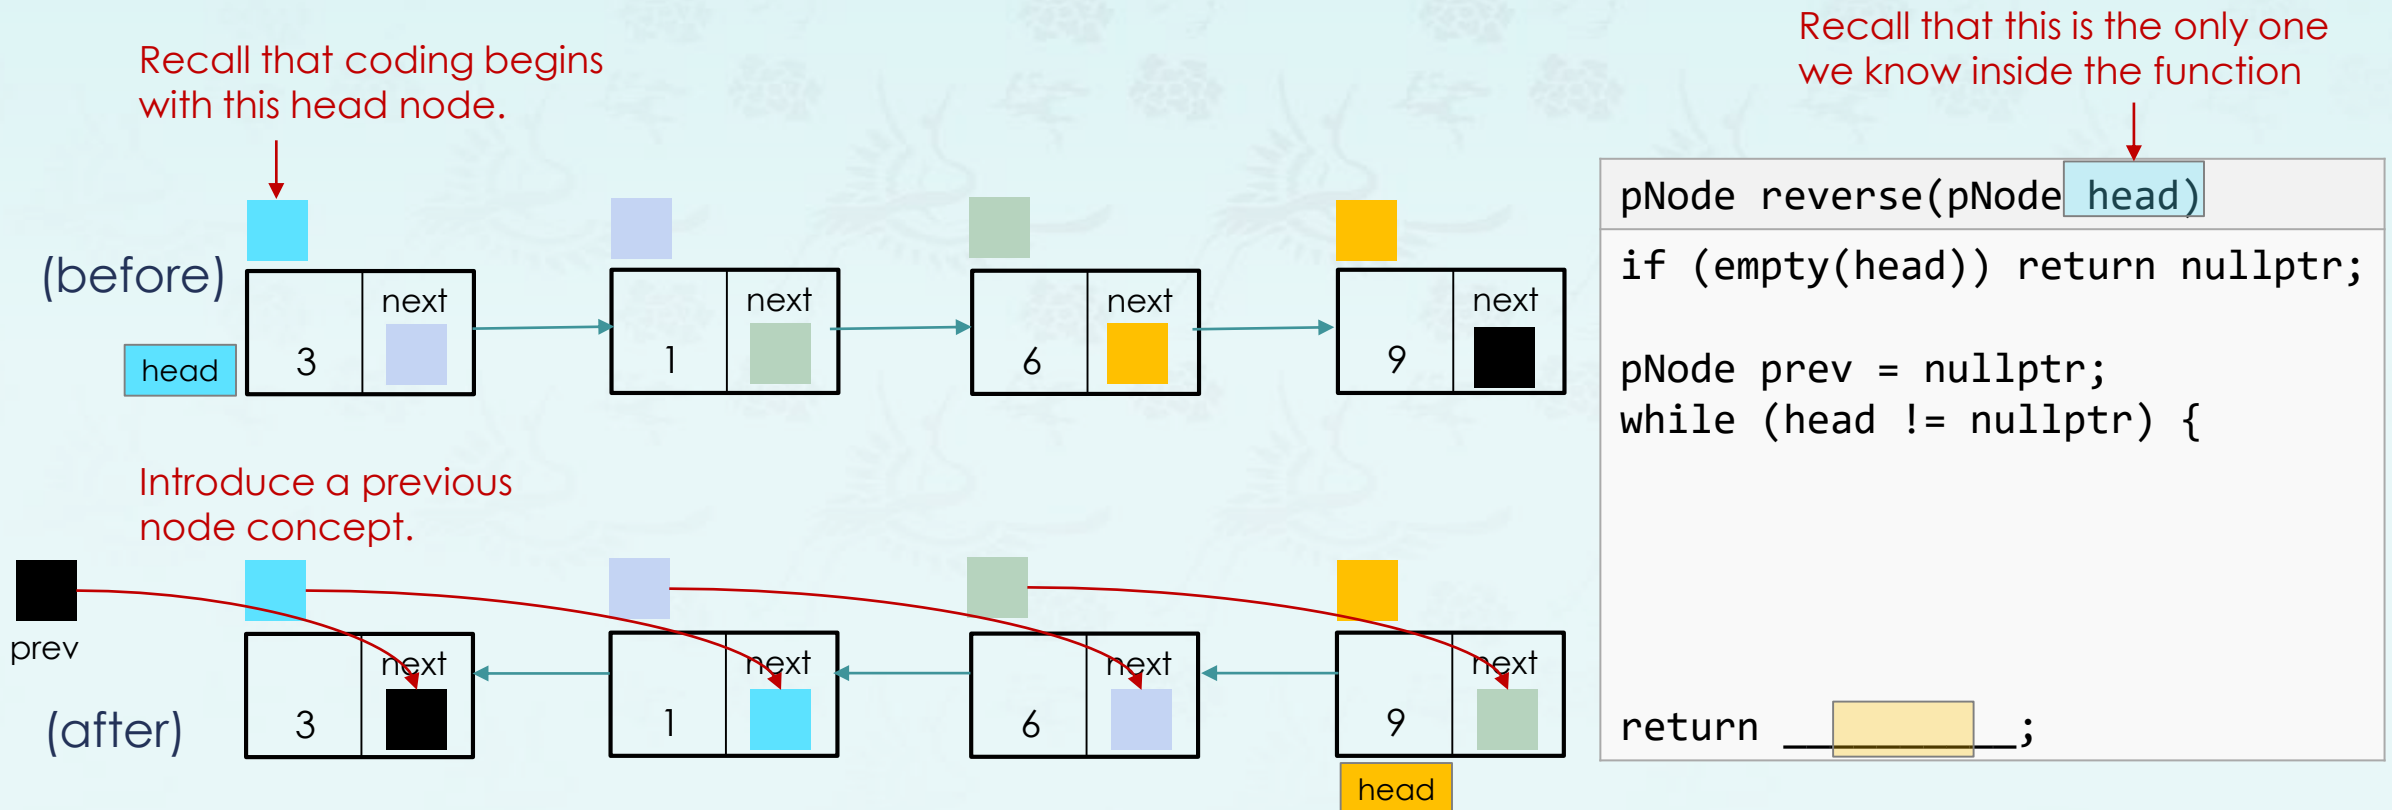 Recall that coding begins
with this head node.
(before)
head
3
next
1
next
6
next
9
next
Introduce a previous
node concept.
prev
(after)
3
next
1
next
6
next
9
next
head
Recall that this is the only one
we know inside the function
pNode reverse(pNode head)
if (empty(head)) return nullptr;
pNode prev = nullptr;
while (head != nullptr) {
return __________;